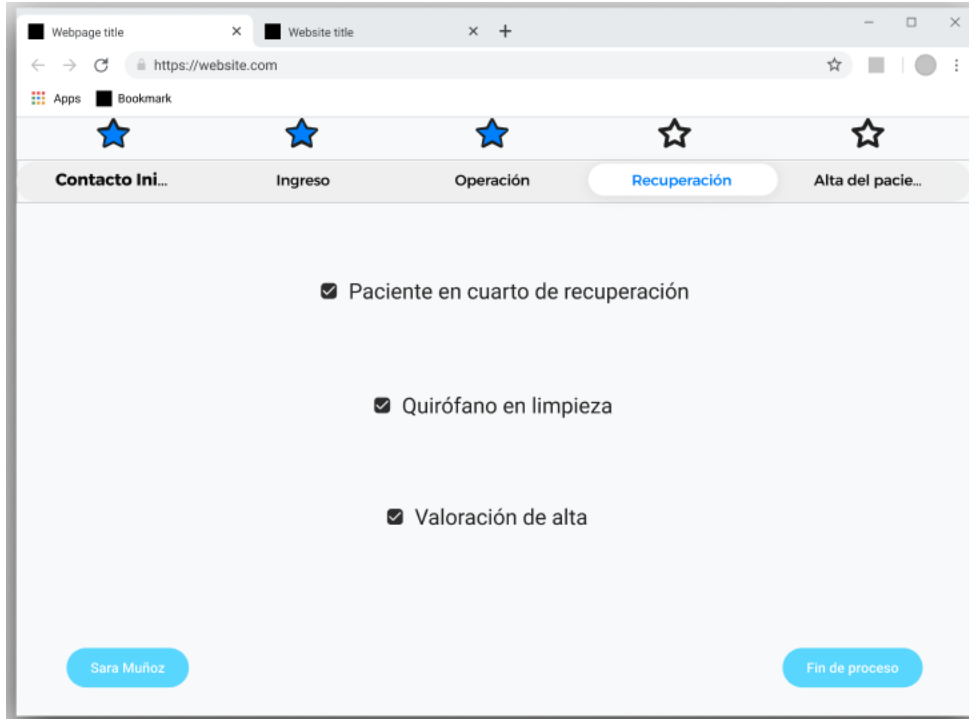 Webpage title
Website title
https://website.com
Apps
Bookmark
Contacto Ini...
Ingreso
Operación
Recuperación
Alta del pacie...
Paciente en cuarto de recuperación
Quirófano en limpieza
Valoración de alta
Sara Muñoz
Fin de proceso